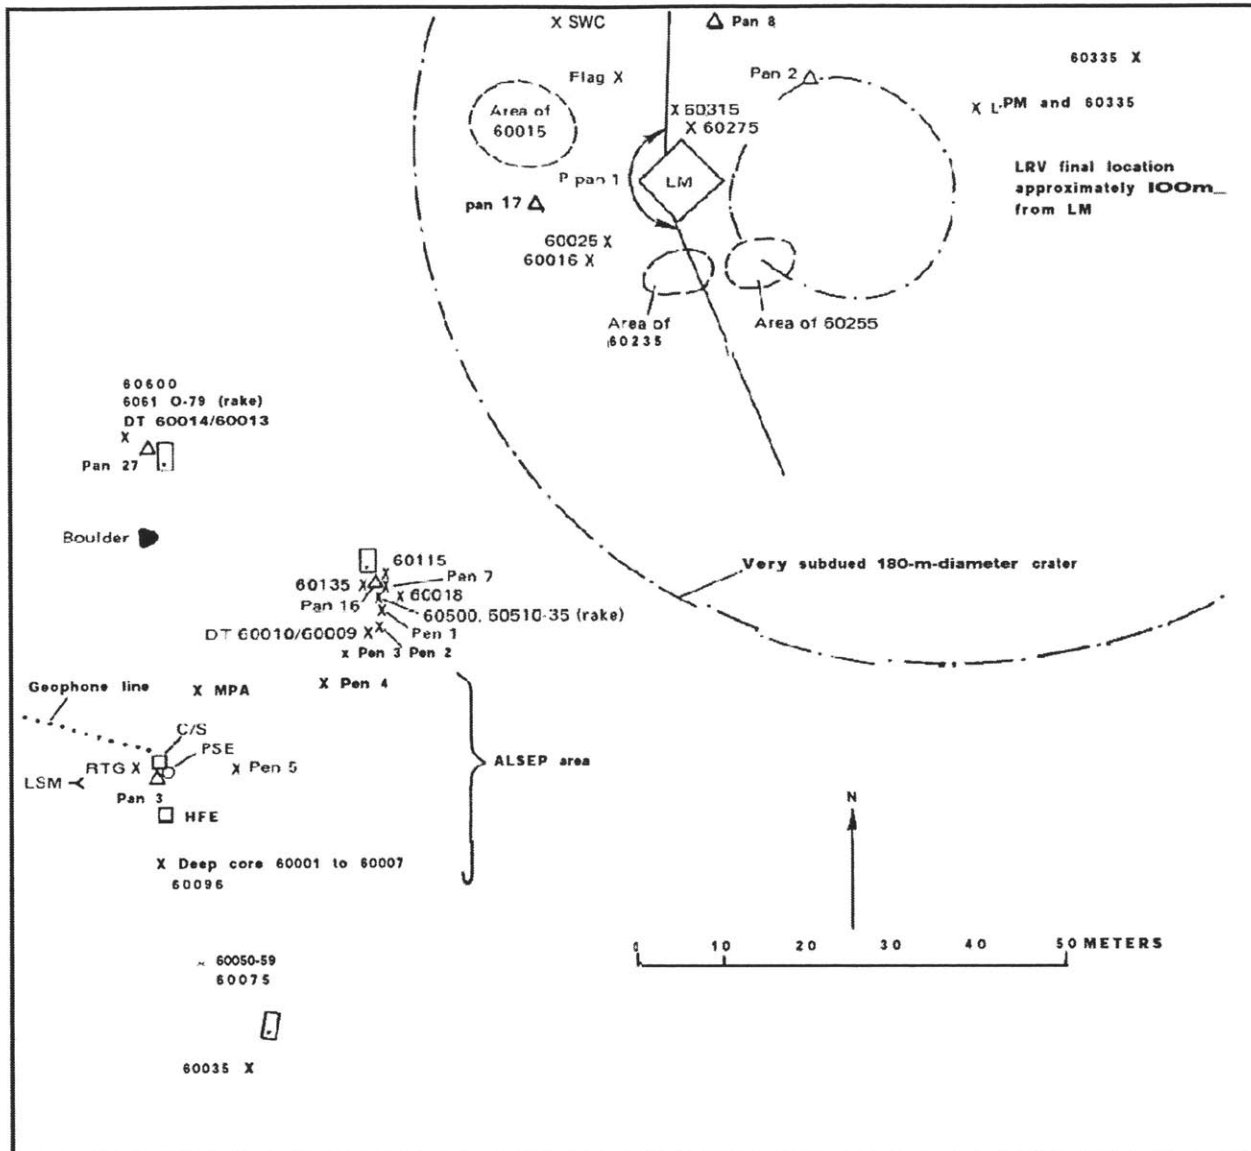 X SWC
Pan 8
60335 X
Flag X
Pan 2
Area of
60015
X 60315
X 60275
X L-PM and 60335
P pan 1
LM
LRV final location
approximately 100m_
from LM
pan 17
60025 X
60016 X
Area of
60235
Area of 60255
60600
6061 O-79 (rake)
DT 60014/60013
X
Pan 27
Boulder
60115
60135 X
Pen 7
X 60018
Pan 16
60500, 60510-35 (rake)
Very subdued 180-m-diameter crater
Pen 1
DT 60010/60009 X
x Pen 3 Pen 2
X Pen 4
Geophone line
X MPA
C/S
PSE
RTG X
X Pen 5
LSM
Pan 3
HFE
ALSEP area
N
X Deep core 60001 to 60007
60096
60050-59
60075
0 10 20 30 40 50 METERS
60035 X